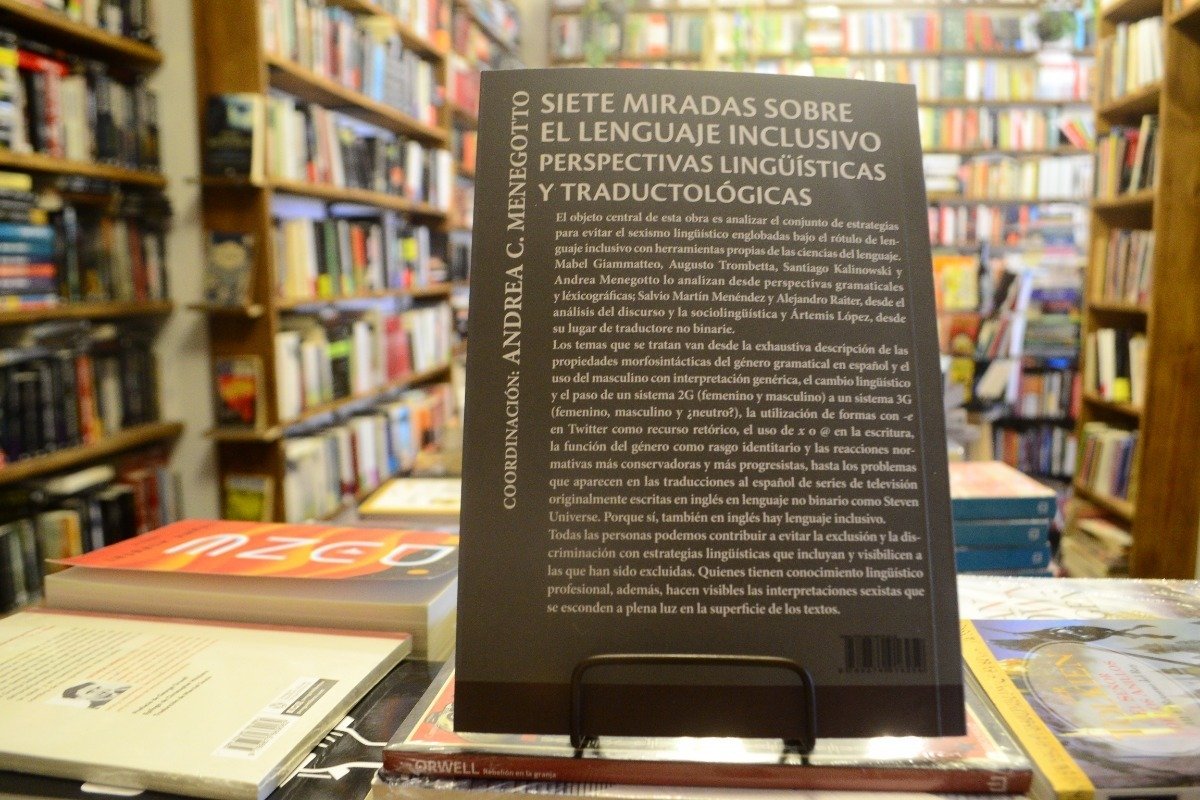 COORDINACIÓN: ANDREA C. MENEGOTTO
SIETE MIRADAS SOBRE
EL LENGUAJE INCLUSIVO
PERSPECTIVAS LINGÜÍSTICAS
Y TRADUCTOLÓGICAS
El objeto central de esta obra es analizar el conjunto de estrategias
para evitar el sexismo lingüístico englobadas bajo el rótulo de len-
guaje inclusivo con herramientas propias de las ciencias del lenguaje.
Mabel Giammatteo, Augusto Trombetta, Santiago Kalinowski y
Andrea Menegotto lo analizan desde perspectivas gramaticales
y léxicográficas; Salvio Martín Menéndez y Alejandro Raiter, desde el
análisis del discurso y la sociolingüística y Ártemis López, desde
su lugar de traductore no binarie.
Los temas que se tratan van desde la exhaustiva descripción de las
propiedades morfosintácticas del género gramatical en español y el
uso del masculino con interpretación genérica, el cambio lingüístico
y el paso de un sistema 2G (femenino y masculino) a un sistema 3G
(femenino, masculino y ¿neutro?), la utilización de formas con -e
en Twitter como recurso retórico, el uso de x o @ en la escritura,
la función del género como rasgo identitario y las reacciones nor-
mativas más conservadoras y más progresistas, hasta los problemas
que aparecen en las traducciones al español de series de televisión
originalmente escritas en inglés en lenguaje no binario como Steven
Universe. Porque sí, también en inglés hay lenguaje inclusivo.
Todas las personas podemos contribuir a evitar la exclusión y la dis-
criminación con estrategias lingüísticas que incluyan y visibilicen a
las que han sido excluidas. Quienes tienen conocimiento lingüístico
profesional, además, hacen visibles las interpretaciones sexistas que
se esconden a plena luz en la superficie de los textos.
ORWELL Rebelión en la granja